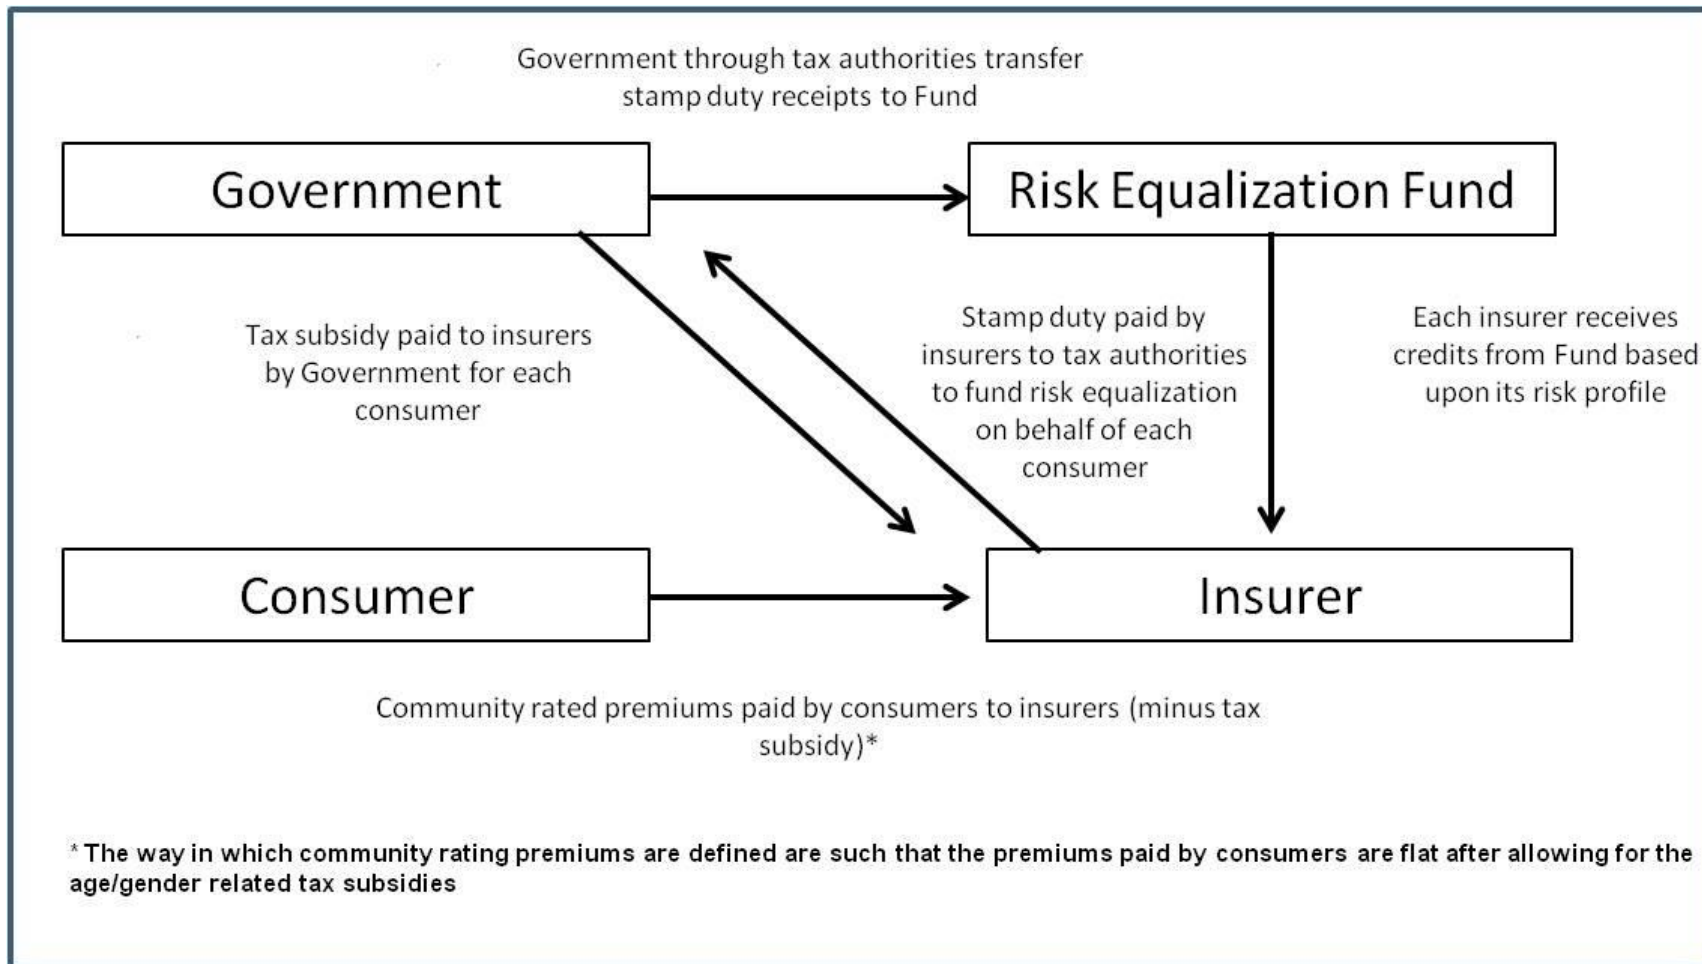 Government through tax authorities transfer
stamp duty receipts to Fund
Government
Risk Equalization Fund
Tax subsidy paid to insurers
by Government for each
consumer
Stamp duty paid by
insurers to tax authorities
to fund risk equalization
on behalf of each
consumer
Each insurer receives
credits from Fund based
upon its risk profile
Consumer
Insurer
Community rated premiums paid by consumers to insurers (minus tax
subsidy)*
* The way in which community rating premiums are defined are such that the premiums paid by consumers are flat after allowing for the
age/gender related tax subsidies